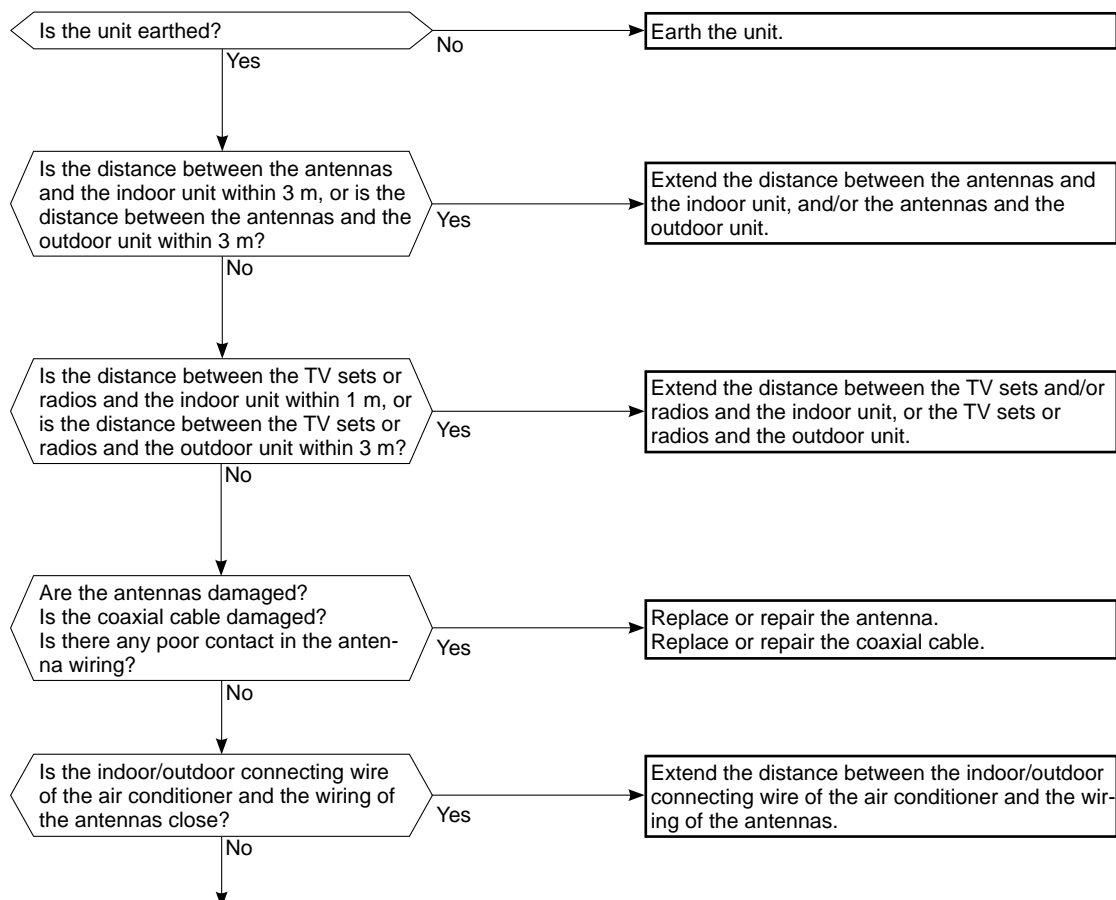 Is the unit earthed?
No
Earth the unit.
Yes
Is the distance between the antennas
and the indoor unit within 3 m, or is the
distance between the antennas and the
outdoor unit within 3 m?
Yes
Extend the distance between the antennas and
the indoor unit, and/or the antennas and the
outdoor unit.
No
Is the distance between the TV sets or
radios and the indoor unit within 1 m, or
is the distance between the TV sets or
radios and the outdoor unit within 3 m?
Yes
Extend the distance between the TV sets and/or
radios and the indoor unit, or the TV sets or
radios and the outdoor unit.
No
Are the antennas damaged?
Is the coaxial cable damaged?
Is there any poor contact in the anten-
na wiring?
Yes
Replace or repair the antenna.
Replace or repair the coaxial cable.
No
Is the indoor/outdoor connecting wire
of the air conditioner and the wiring of
the antennas close?
Yes
Extend the distance between the indoor/outdoor
connecting wire of the air conditioner and the wir-
ing of the antennas.
No